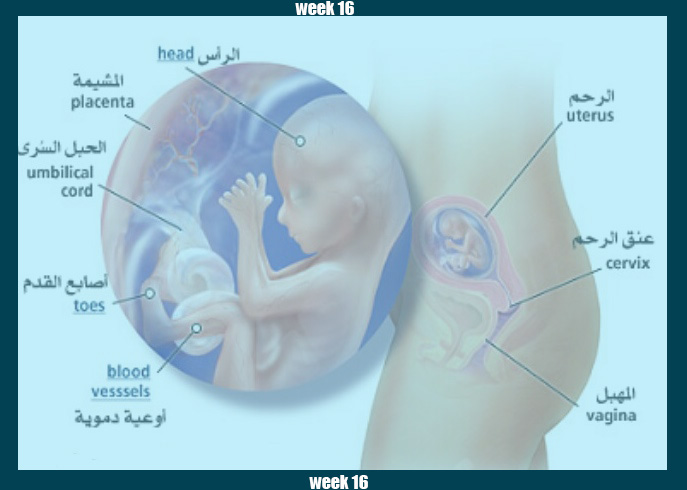 week 16
head الرأس
المشيمة
placenta
الحبل السرى
umbilical
cord
أصابع القدم
toes
blood
vesssels
أوعية دموية
الرحم
uterus
عنق الرحم
cervix
المهبل
vagina
week 16